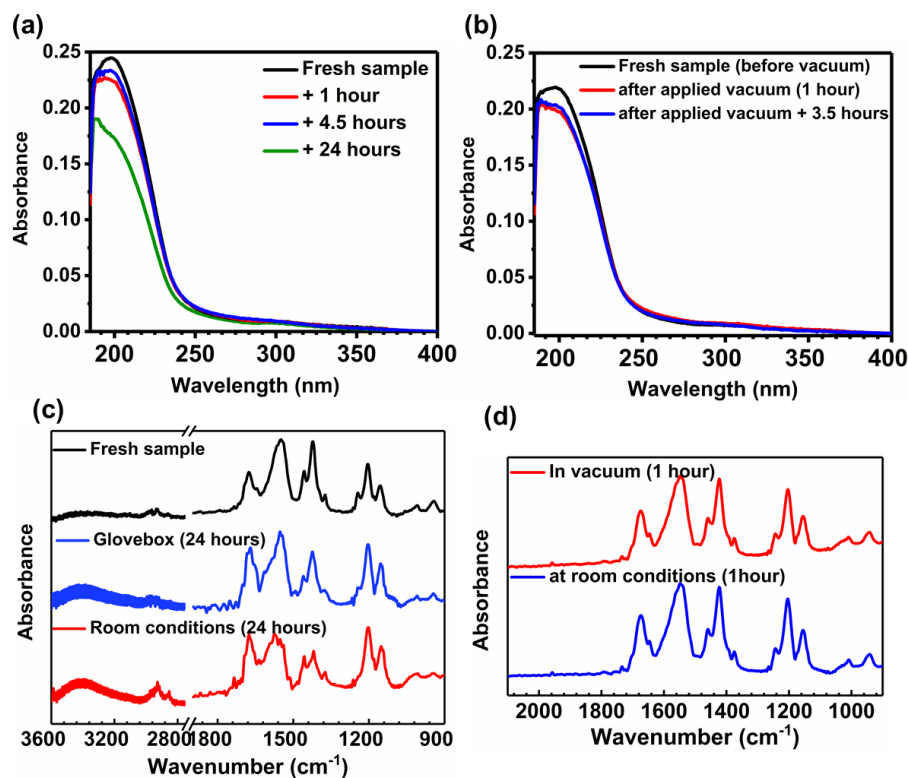 (a)
0.25
0.20
0.15
0.10
0.05
0.00
Absorbance
Fresh sample
+ 1 hour
+ 4.5 hours
+ 24 hours
200
250
300
350
400
Wavelength (nm)
(b)
0.25
0.20
0.15
0.10
0.05
0.00
Absorbance
Fresh sample (before vacuum)
after applied vacuum (1 hour)
after applied vacuum + 3.5 hours
200
250
300
350
400
Wavelength (nm)
(c)
Absorbance
Fresh sample
Glovebox (24 hours)
Room conditions (24 hours)
3600
3200
2800
1800
1500
1200
900
Wavenumber (cm-1)
(d)
Absorbance
In vacuum (1 hour)
at room conditions (1hour)
2000
1800
1600
1400
1200
1000
Wavenumber (cm-1)